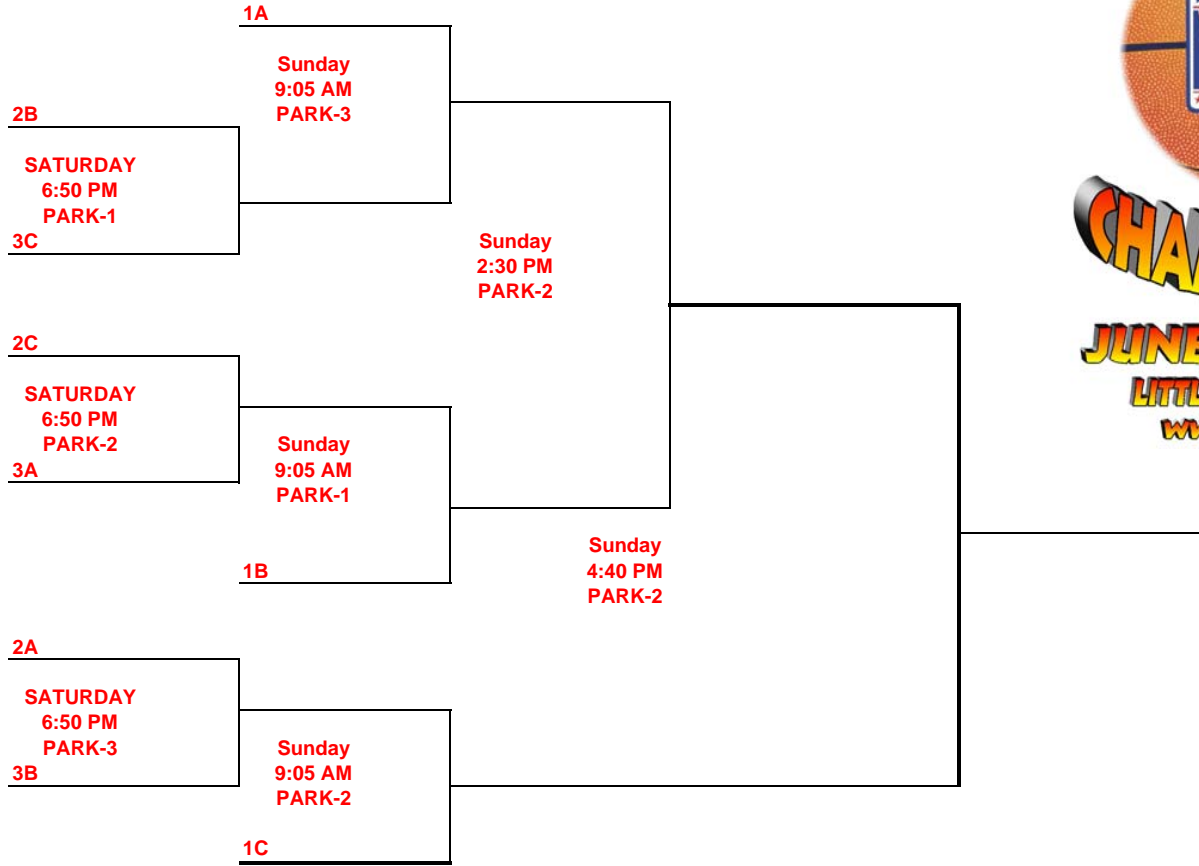 1A
Sunday
9:05 AM
PARK-3
2B
SATURDAY
6:50 PM
PARK-1
3C
Sunday
2:30 PM
PARK-2
2C
SATURDAY
6:50 PM
PARK-2
3A
Sunday
9:05 AM
PARK-1
1B
Sunday
4:40 PM
PARK-2
2A
SATURDAY
6:50 PM
PARK-3
3B
Sunday
9:05 AM
PARK-2
1C